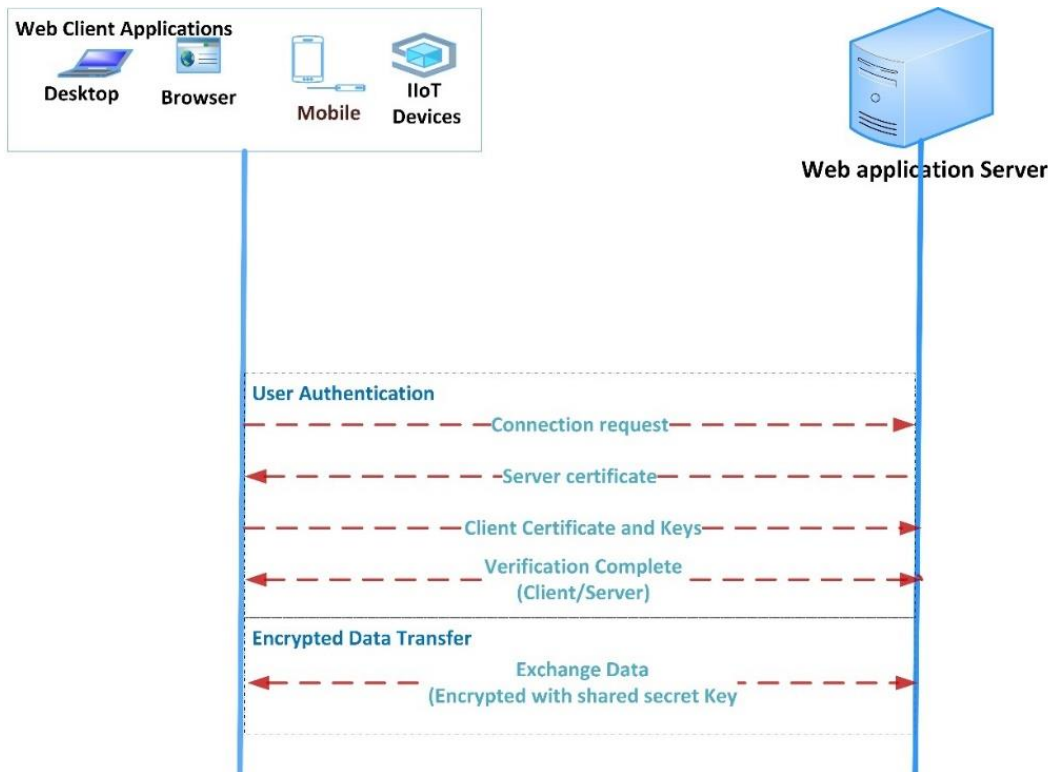 Web Client Applications
Desktop
Browser
Mobile
IIoT
Devices
Web application Server
User Authentication
Connection request
Server certificate
Client Certificate and Keys
Verification Complete
(Client/Server)
Encrypted Data Transfer
Exchange Data
(Encrypted with shared secret Key